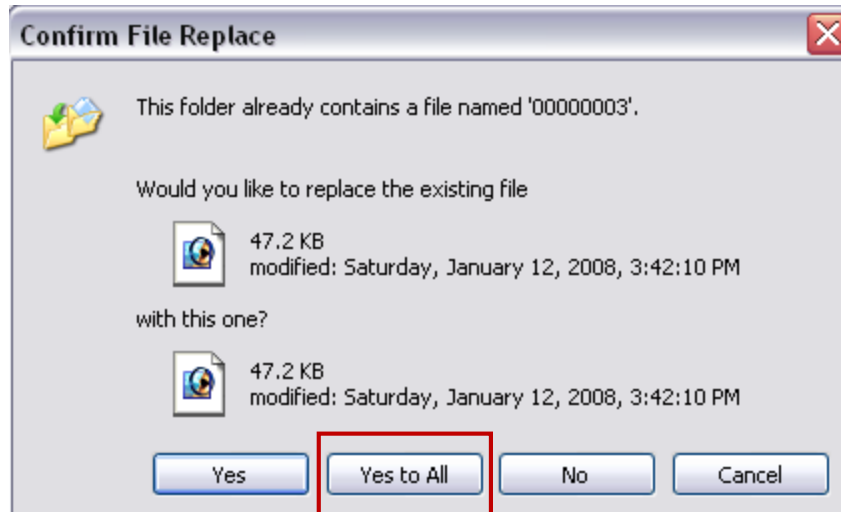 Confirm File Replace
This folder already contains a file named '00000003'.
Would you like to replace the existing file
47.2 KB
modified: Saturday, January 12, 2008, 3:42:10 PM
with this one?
47.2 KB
modified: Saturday, January 12, 2008, 3:42:10 PM
Yes Yes to All No Cancel